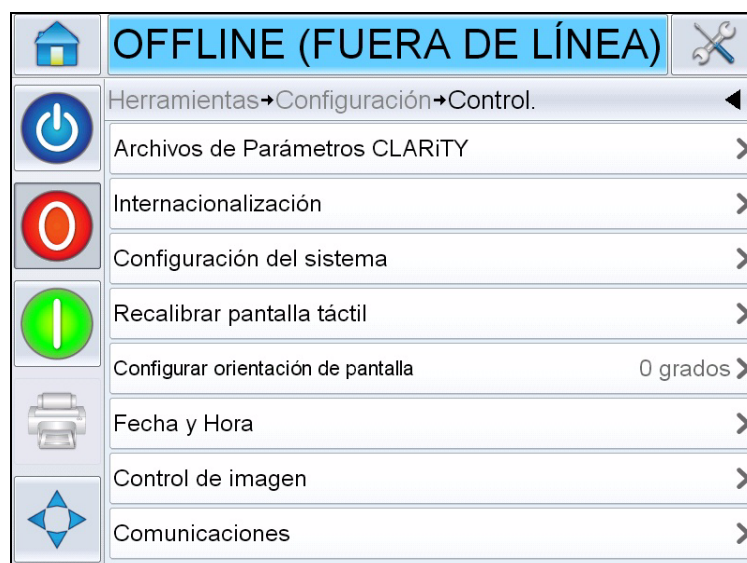 OFFLINE (FUERA DE LÍNEA)
Herramientas→Configuración→Control.
Archivos de Parámetros CLARiTY
Internacionalización
Configuración del sistema
Recalibrar pantalla táctil
Configurar orientación de pantalla 0 grados
Fecha y Hora
Control de imagen
Comunicaciones